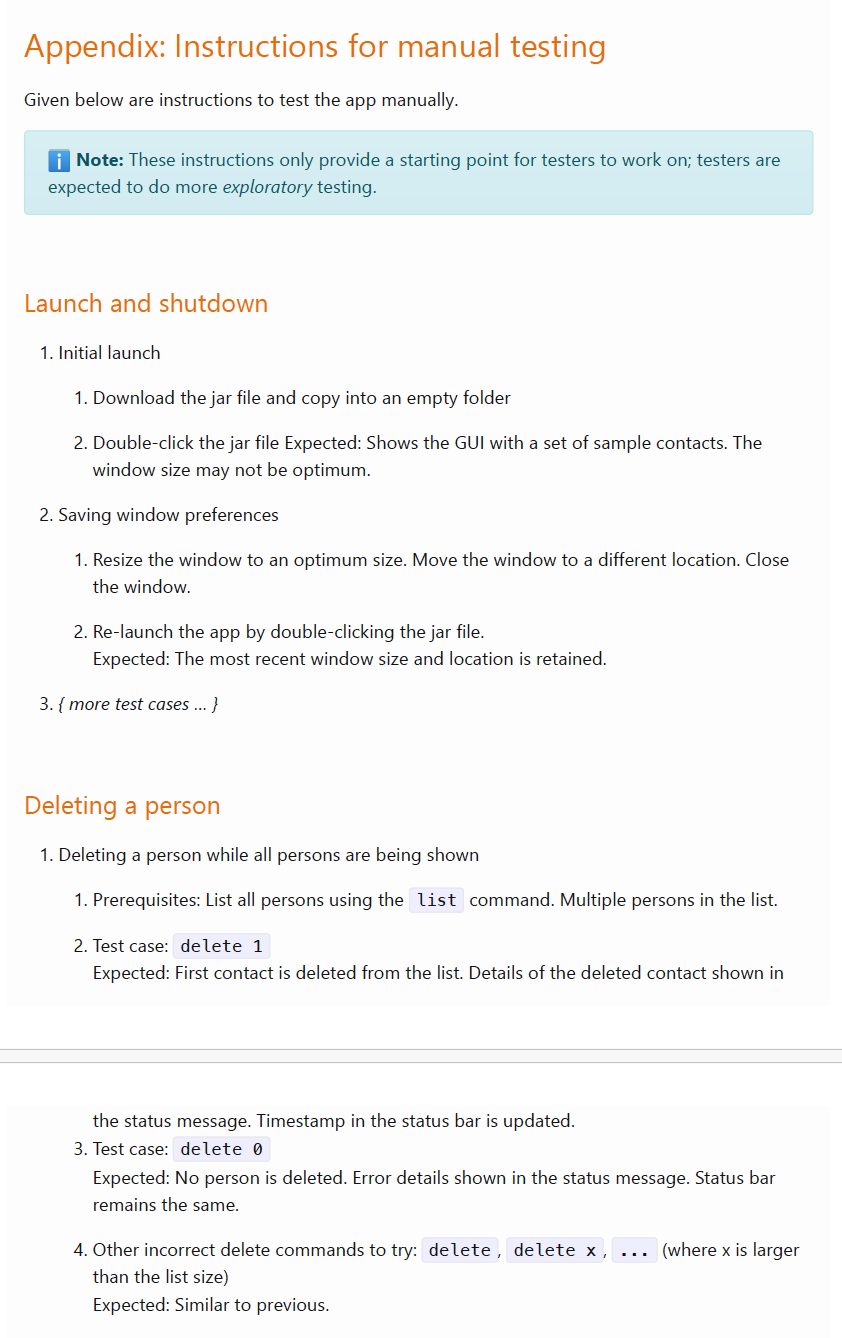 Appendix: Instructions for manual testing
Given below are instructions to test the app manually.
Note: These instructions only provide a starting point for testers to work on; testers are
expected to do more exploratory testing.
Launch and shutdown
1. Initial launch
1. Download the jar file and copy into an empty folder
2. Double-click the jar file Expected: Shows the GUI with a set of sample contacts. The
window size may not be optimum.
2. Saving window preferences
1. Resize the window to an optimum size. Move the window to a different location. Close
the window.
2. Re-launch the app by double-clicking the jar file.
Expected: The most recent window size and location is retained.
3. { more test cases … }
Deleting a person
1. Deleting a person while all persons are being shown
1. Prerequisites: List all persons using the list command. Multiple persons in the list.
2. Test case: delete 1
Expected: First contact is deleted from the list. Details of the deleted contact shown in
the status message. Timestamp in the status bar is updated.
3. Test case: delete 0
Expected: No person is deleted. Error details shown in the status message. Status bar
remains the same.
4. Other incorrect delete commands to try: delete, delete x, ... (where x is larger
than the list size)
Expected: Similar to previous.